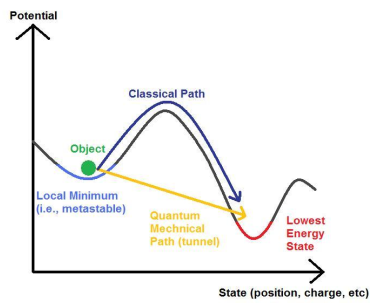 Potential
Classical Path
Object
Local Minimum
(i.e., metastable)
Quantum
Mechnical
Path (tunnel)
Lowest
Energy
State
State (position, charge, etc)